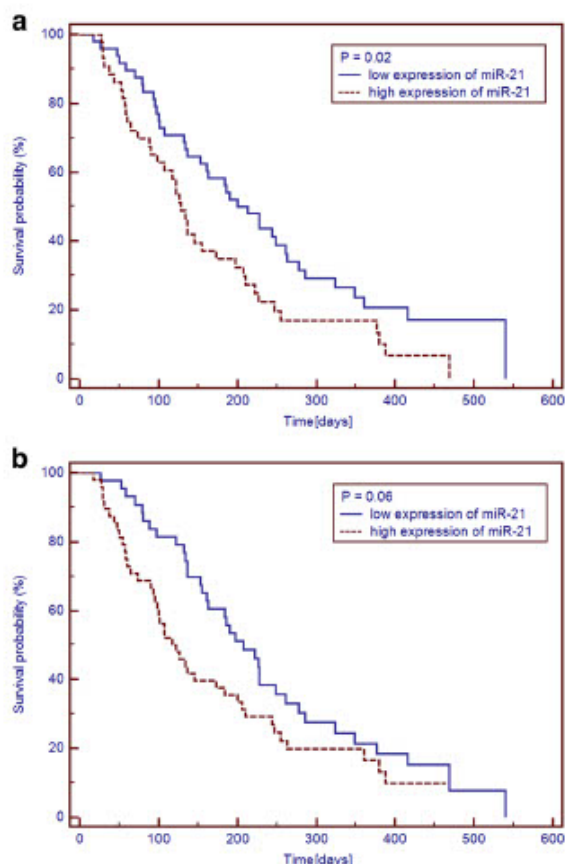 a
100
80
60
40
20
0
Survival probability (%)
P = 0.02
low expression of miR-21
high expression of miR-21
0 100 200 300 400 500 600
Time[days]
b
100
80
60
40
20
0
Survival probability (%)
P = 0.06
low expression of miR-21
high expression of miR-21
0 100 200 300 400 500 600
Time[days]